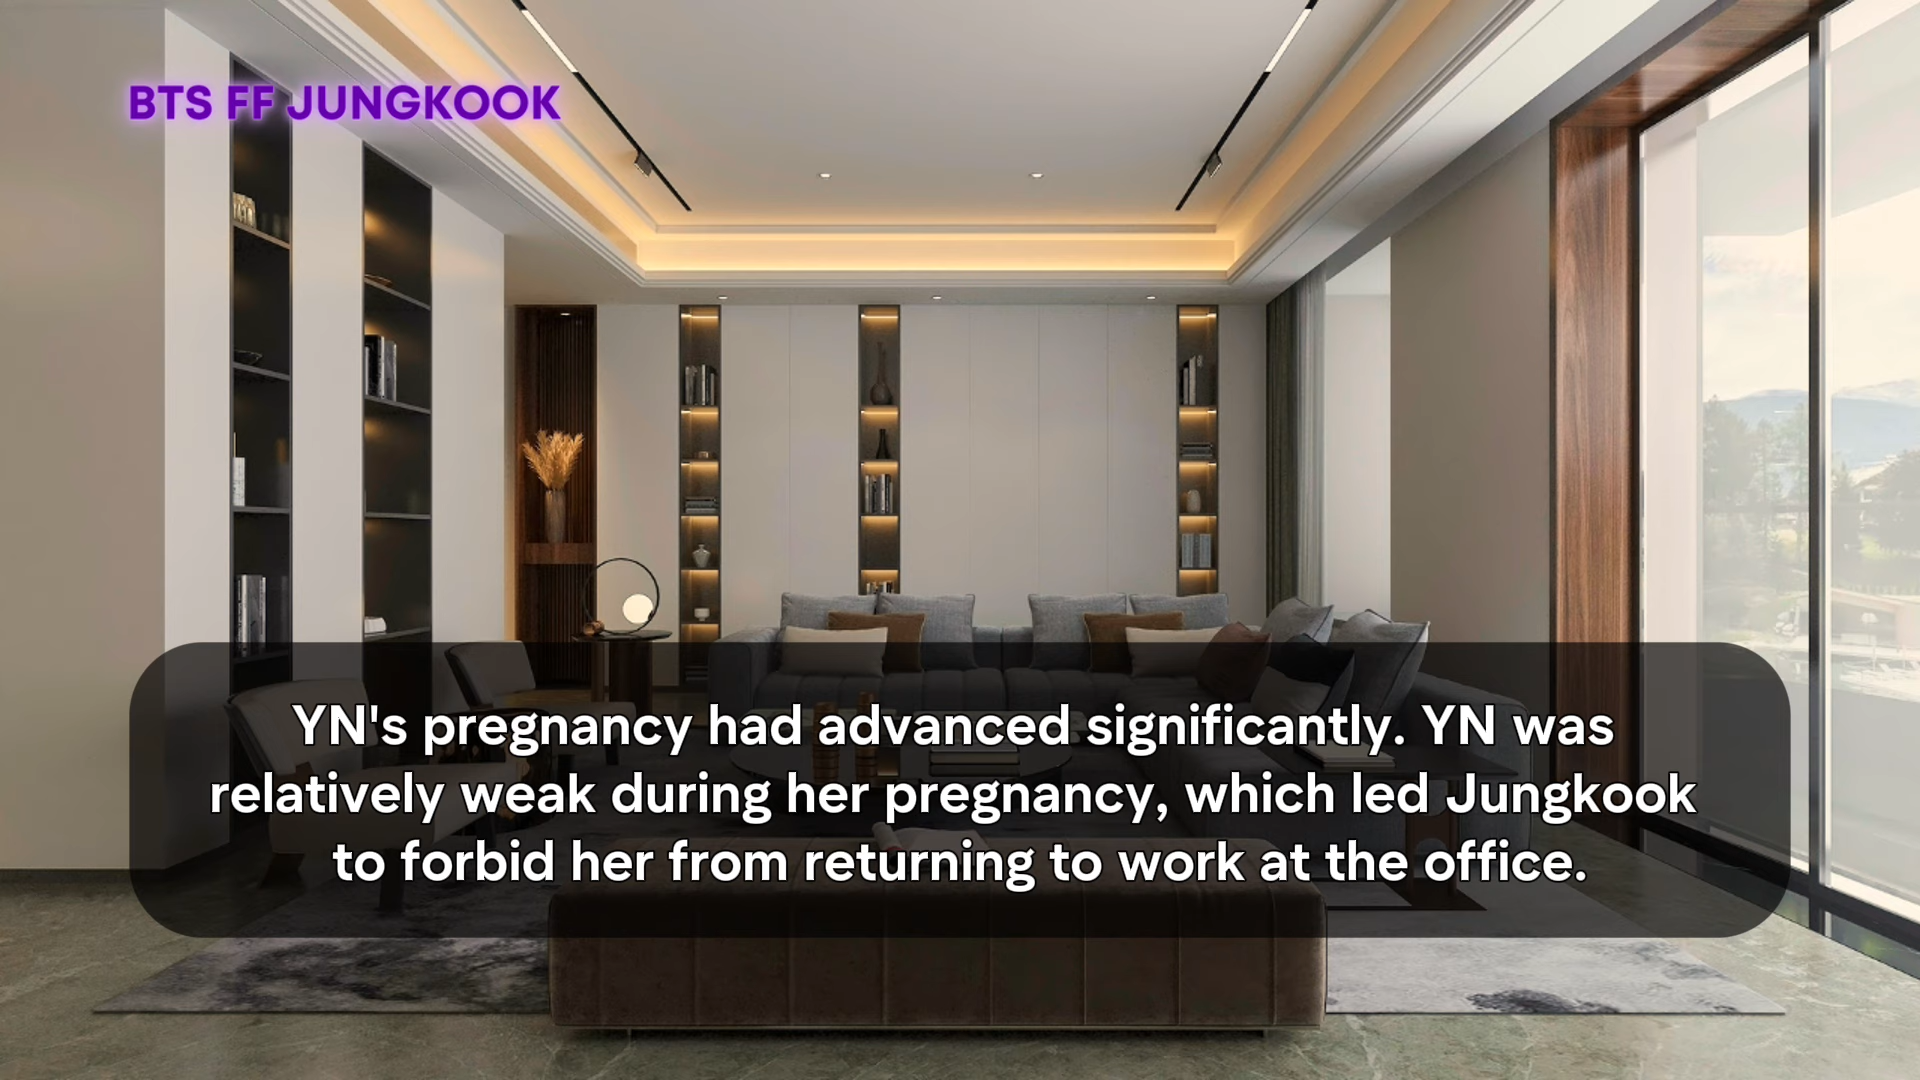 BTS FF JUNGKOOK
YN's pregnancy had advanced significantly. YN was
relatively weak during her pregnancy, which led Jungkook
to forbid her from returning to work at the office.